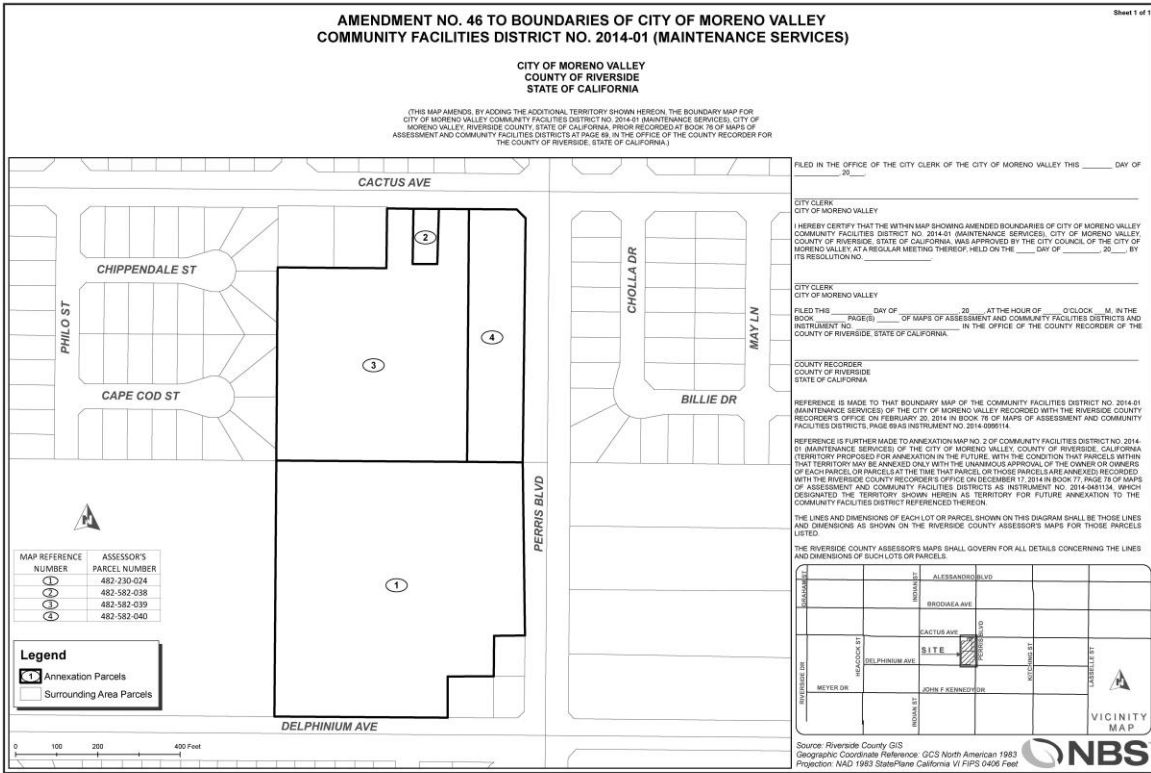 Sheet 1 of 1
AMENDMENT NO. 46 TO BOUNDARIES OF CITY OF MORENO VALLEY
COMMUNITY FACILITIES DISTRICT NO. 2014-01 (MAINTENANCE SERVICES)
CITY OF MORENO VALLEY
COUNTY OF RIVERSIDE
STATE OF CALIFORNIA
(THIS MAP AMENDS, BY ADDING THE ADDITIONAL TERRITORY SHOWN HEREON, THE BOUNDARY MAP FOR
CITY OF MORENO VALLEY COMMUNITY FACILITIES DISTRICT NO. 2014-01 (MAINTENANCE SERVICES), CITY OF
MORENO VALLEY, RIVERSIDE COUNTY, STATE OF CALIFORNIA, PRIOR RECORDED AT BOOK 76 OF MAPS OF
ASSESSMENT AND COMMUNITY FACILITIES DISTRICTS AT PAGE 69, IN THE OFFICE OF THE COUNTY RECORDER FOR
THE COUNTY OF RIVERSIDE, STATE OF CALIFORNIA.)
CACTUS AVE
CHIPPENDALE ST
PHILO ST
CAPE COD ST
CHOLLA DR
MAY LN
BILLIE DR
PERRIS BLVD
DELPHINIUM AVE
2
3
4
1
N
MAP REFERENCE NUMBER ASSESSOR'S PARCEL NUMBER
1 482-230-024
2 482-582-038
3 482-582-039
4 482-582-040
Legend
1 Annexation Parcels
Surrounding Area Parcels
0 100 200 400 Feet
FILED IN THE OFFICE OF THE CITY CLERK OF THE CITY OF MORENO VALLEY THIS _______ DAY OF
________, 20____.
CITY CLERK
CITY OF MORENO VALLEY
I HEREBY CERTIFY THAT THE WITHIN MAP SHOWING AMENDED BOUNDARIES OF CITY OF MORENO VALLEY
COMMUNITY FACILITIES DISTRICT NO. 2014-01 (MAINTENANCE SERVICES), CITY OF MORENO VALLEY,
COUNTY OF RIVERSIDE, STATE OF CALIFORNIA, WAS APPROVED BY THE CITY COUNCIL OF THE CITY OF
MORENO VALLEY, AT A REGULAR MEETING THEREOF, HELD ON THE _____ DAY OF _________, 20____, BY
ITS RESOLUTION NO. ________________.
CITY CLERK
CITY OF MORENO VALLEY
FILED THIS _________ DAY OF ____________, 20____, AT THE HOUR OF _____ O'CLOCK ___M, IN THE
BOOK _______ PAGE(S) ______ OF MAPS OF ASSESSMENT AND COMMUNITY FACILITIES DISTRICTS AND
INSTRUMENT NO. ____________________ IN THE OFFICE OF THE COUNTY RECORDER OF THE
COUNTY OF RIVERSIDE, STATE OF CALIFORNIA.
COUNTY RECORDER
COUNTY OF RIVERSIDE
STATE OF CALIFORNIA
REFERENCE IS MADE TO THAT BOUNDARY MAP OF THE COMMUNITY FACILITIES DISTRICT NO. 2014-01
(MAINTENANCE SERVICES) OF THE CITY OF MORENO VALLEY RECORDED WITH THE RIVERSIDE COUNTY
RECORDER'S OFFICE ON FEBRUARY 20, 2014 IN BOOK 76 OF MAPS OF ASSESSMENT AND COMMUNITY
FACILITIES DISTRICTS, PAGE 69 AS INSTRUMENT NO. 2014-0066114.
REFERENCE IS FURTHER MADE TO ANNEXATION MAP NO. 2 OF COMMUNITY FACILITIES DISTRICT NO. 2014-
01 (MAINTENANCE SERVICES) OF THE CITY OF MORENO VALLEY, COUNTY OF RIVERSIDE, CALIFORNIA
(TERRITORY PROPOSED FOR ANNEXATION IN THE FUTURE, WITH THE CONDITION THAT PARCELS WITHIN
THAT TERRITORY MAY BE ANNEXED ONLY WITH THE UNANIMOUS APPROVAL OF THE OWNER OR OWNERS
OF EACH PARCEL OR PARCELS AT THE TIME THAT PARCEL OR THOSE PARCELS ARE ANNEXED) RECORDED
WITH THE RIVERSIDE COUNTY RECORDER'S OFFICE ON DECEMBER 17, 2014 IN BOOK 77, PAGE 78 OF MAPS
OF ASSESSMENT AND COMMUNITY FACILITIES DISTRICTS AS INSTRUMENT NO. 2014-0481134, WHICH
DESIGNATED THE TERRITORY SHOWN HEREIN AS TERRITORY FOR FUTURE ANNEXATION TO THE
COMMUNITY FACILITIES DISTRICT REFERENCED THEREON.
THE LINES AND DIMENSIONS OF EACH LOT OR PARCEL SHOWN ON THIS DIAGRAM SHALL BE THOSE LINES
AND DIMENSIONS AS SHOWN ON THE RIVERSIDE COUNTY ASSESSOR'S MAPS FOR THOSE PARCELS
LISTED.
THE RIVERSIDE COUNTY ASSESSOR'S MAPS SHALL GOVERN FOR ALL DETAILS CONCERNING THE LINES
AND DIMENSIONS OF SUCH LOTS OR PARCELS.
GRAHAM ST
INDIAN ST
ALESSANDRO BLVD
BRODIAEA AVE
CACTUS AVE
PERRIS BLVD
HEACOCK ST
SITE
DELPHINIUM AVE
KITCHING ST
LASSELLE ST
RIVERSIDE DR
MEYER DR
INDIAN ST
JOHN F KENNEDY DR
N
VICINITY
MAP
Source: Riverside County GIS
Geographic Coordinate Reference: GCS North American 1983
Projection: NAD 1983 StatePlane California VI FIPS 0406 Feet
NBS